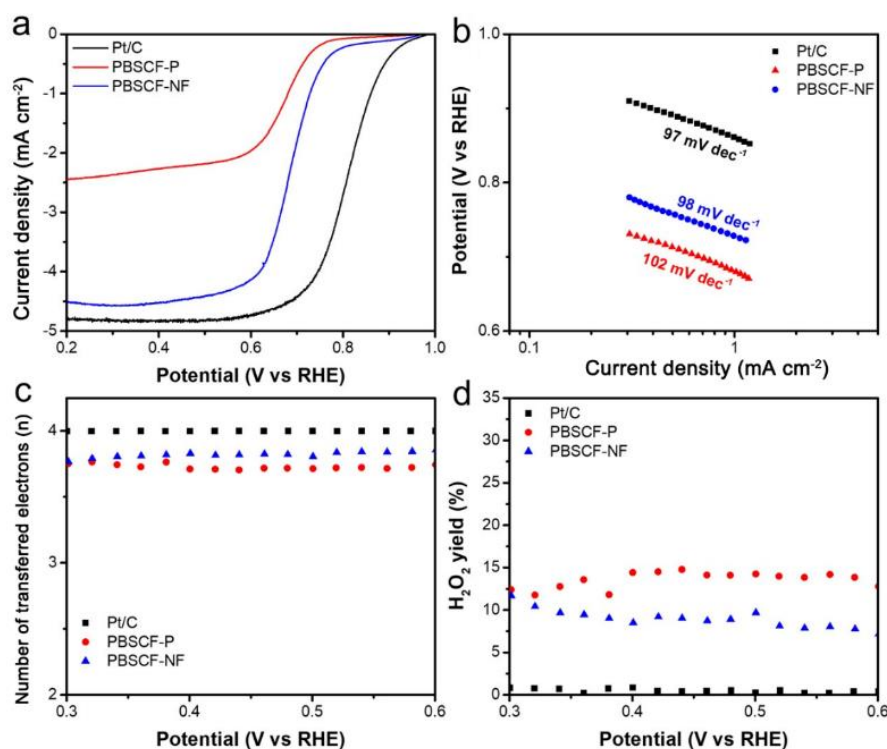 a
Pt/C
PBSCF-P
PBSCF-NF
Current density (mA cm⁻²)
0
-1
-2
-3
-4
-5
0.2 0.4 0.6 0.8 1.0
Potential (V vs RHE)
b
Pt/C
PBSCF-P
PBSCF-NF
97 mV dec⁻¹
98 mV dec⁻¹
102 mV dec⁻¹
Potential (V vs RHE)
1.0
0.8
0.6
0.1 1
Current density (mA cm⁻²)
c
Number of transferred electrons (n)
4
3
2
Pt/C
PBSCF-P
PBSCF-NF
0.3 0.4 0.5 0.6
Potential (V vs RHE)
d
Pt/C
PBSCF-P
PBSCF-NF
H₂O₂ yield (%)
35
30
25
20
15
10
5
0
0.3 0.4 0.5 0.6
Potential (V vs RHE)